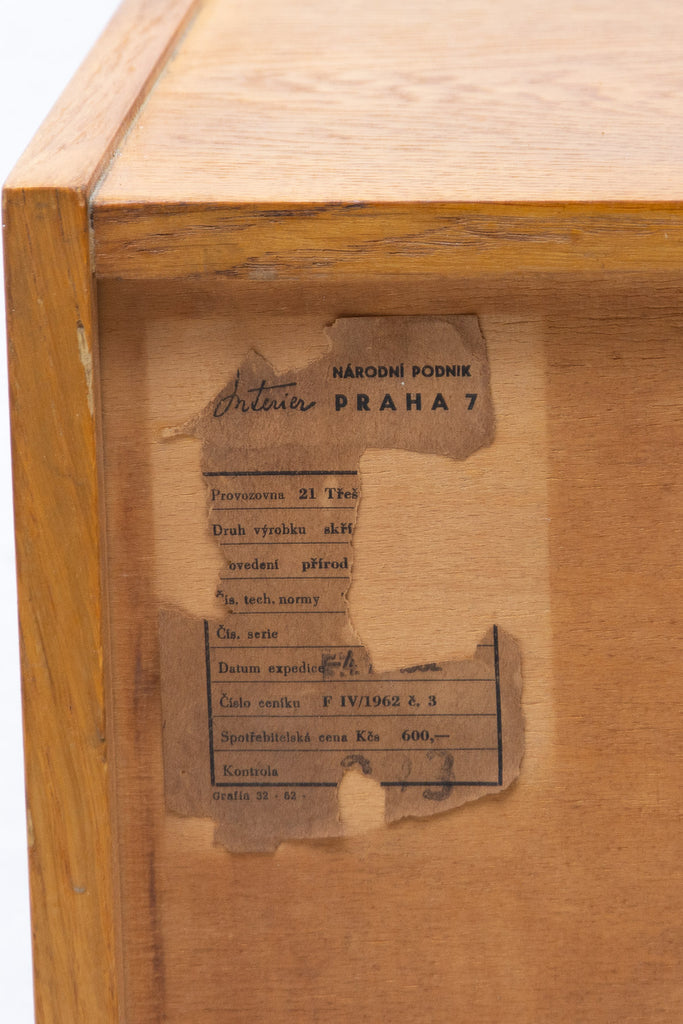 Interier NÁRODNÍ PODNIK
PRAHA 7
Provozovna 21 Třeš
Druh výrobku skří
ovedení přírod
is. tech. normy
Čís. serie
Datum expedice
Číslo ceníku F IV/1962 č. 3
Spotřebitelská cena Kčs 600,—
Kontrola
Grafia 32 - 62 -